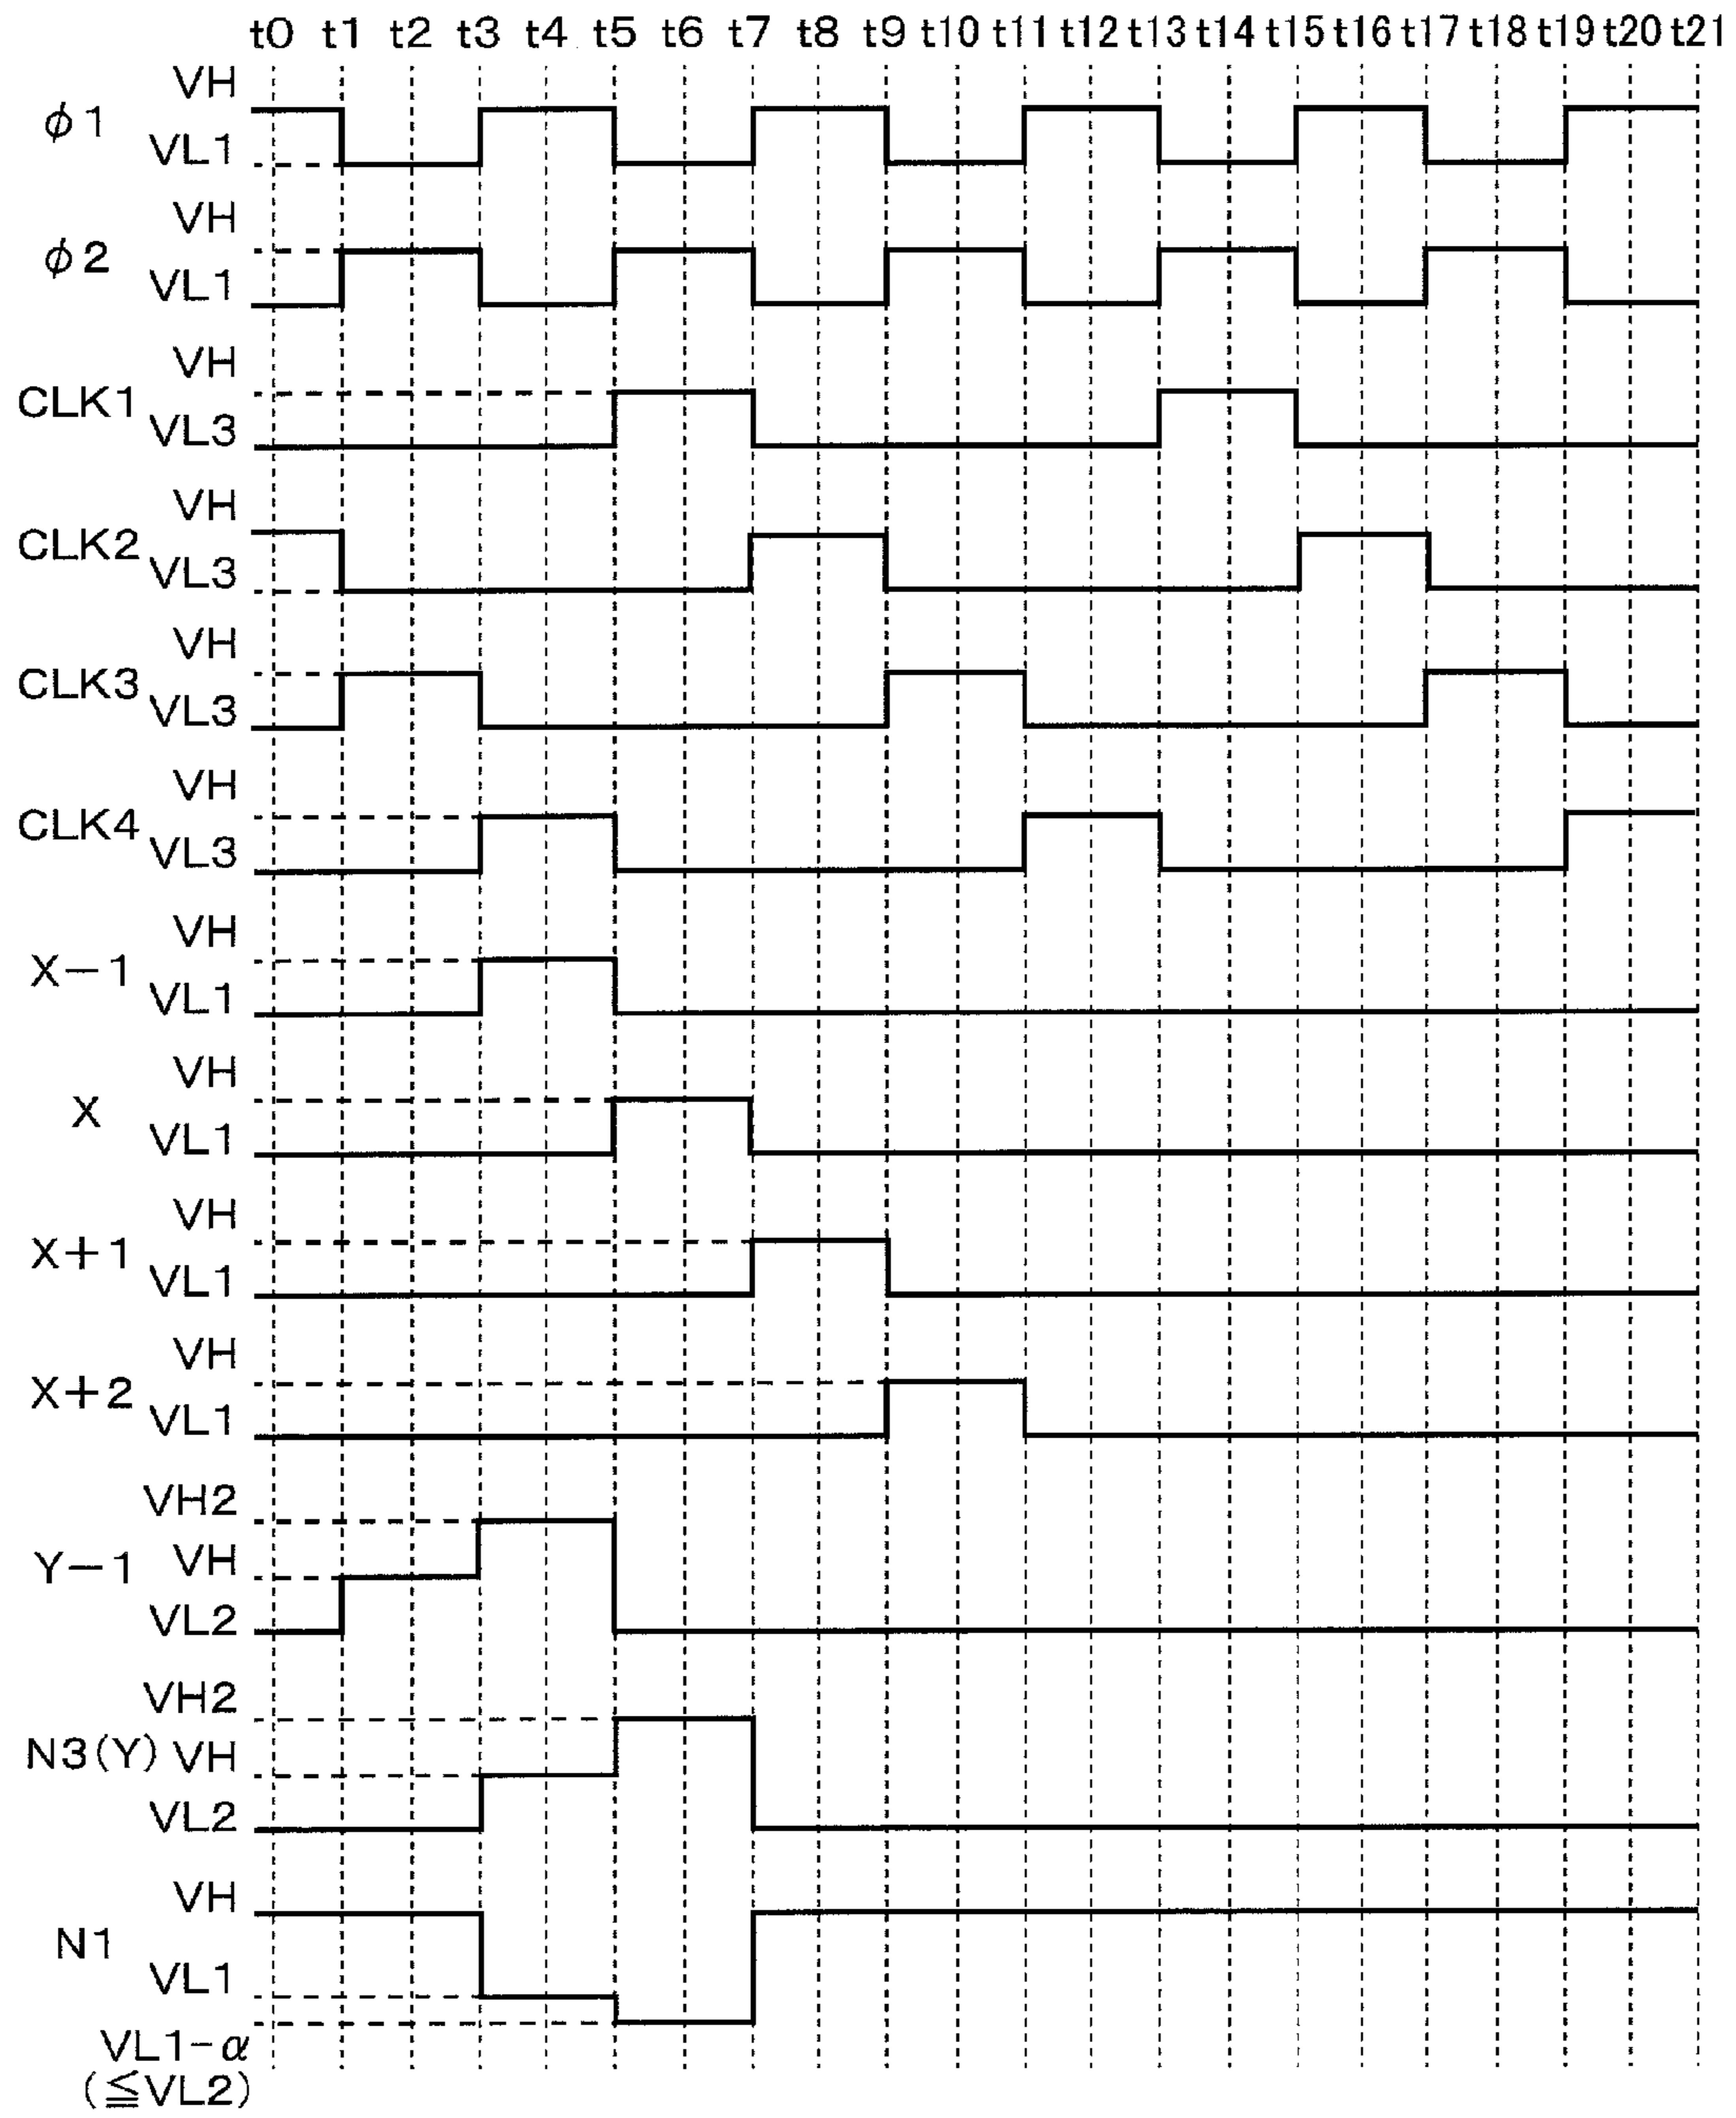 t0 t1 t2 t3 t4 t5 t6 t7 t8 t9 t10 t11 t12 t13 t14 t15 t16 t17 t18 t19 t20 t21
VH
φ1
VL1
VH
φ2
VL1
VH
CLK1
VL3
VH
CLK2
VL3
VH
CLK3
VL3
VH
CLK4
VL3
VH
X−1
VL1
VH
X
VL1
VH
X+1
VL1
VH
X+2
VL1
VH2
Y−1 VH
VL2
VH2
N3(Y) VH
VL2
VH
N1
VL1
VL1-α
(≦VL2)